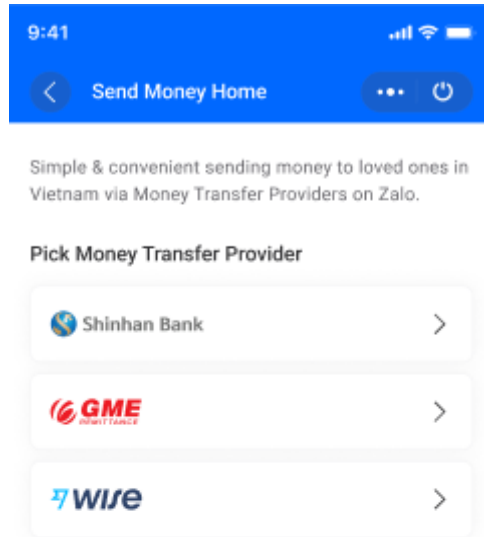 9:41
Send Money Home
Simple & convenient sending money to loved ones in
Vietnam via Money Transfer Providers on Zalo.
Pick Money Transfer Provider
Shinhan Bank
GME
REMITTANCE
wise